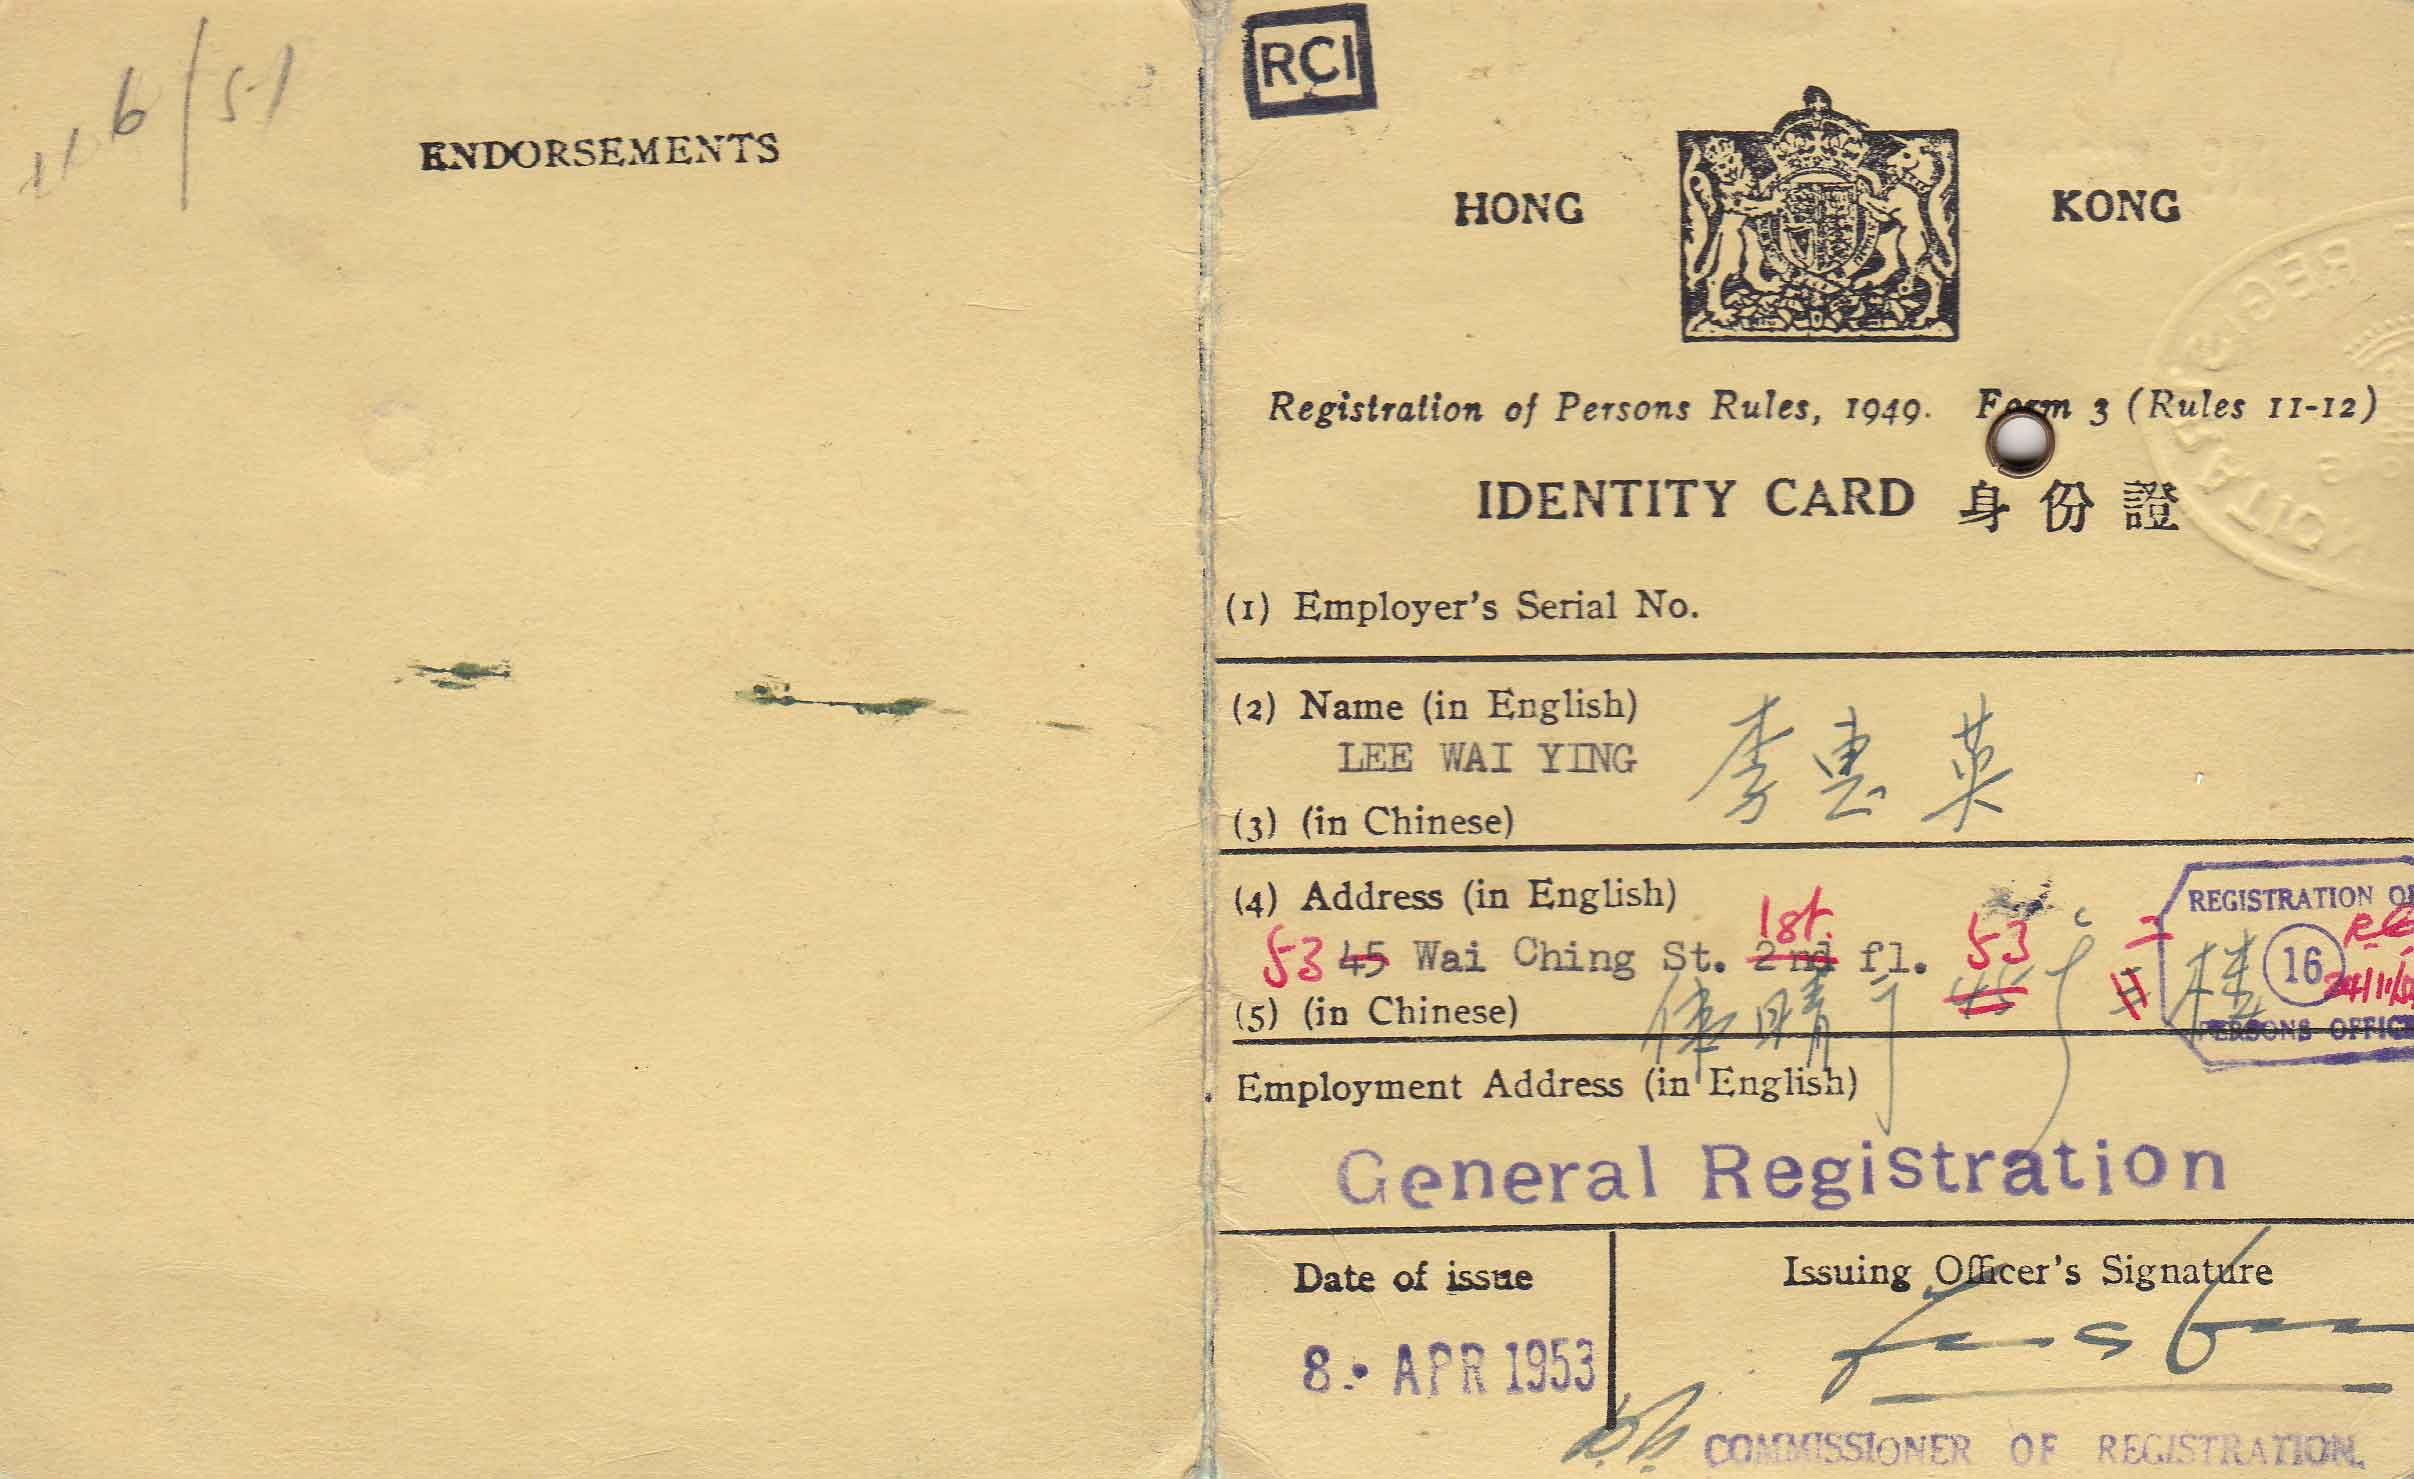 6/51
ENDORSEMENTS
RCI
HONG KONG
Registration of Persons Rules, 1949. Form 3 (Rules 11-12)
IDENTITY CARD 身份證
(1) Employer's Serial No.
(2) Name (in English)
LEE WAI YING 李惠英
(3) (in Chinese)
(4) Address (in English)
REGISTRATION OF
1st.
53 45 Wai Ching St. 2nd fl. 53
16
(5) (in Chinese) 偉晴 45 二 樓
PERSONS OFFICE
Employment Address (in English)
General Registration
Date of issue Issuing Officer's Signature
8 APR 1953
COMMISSIONER OF REGISTRATION.